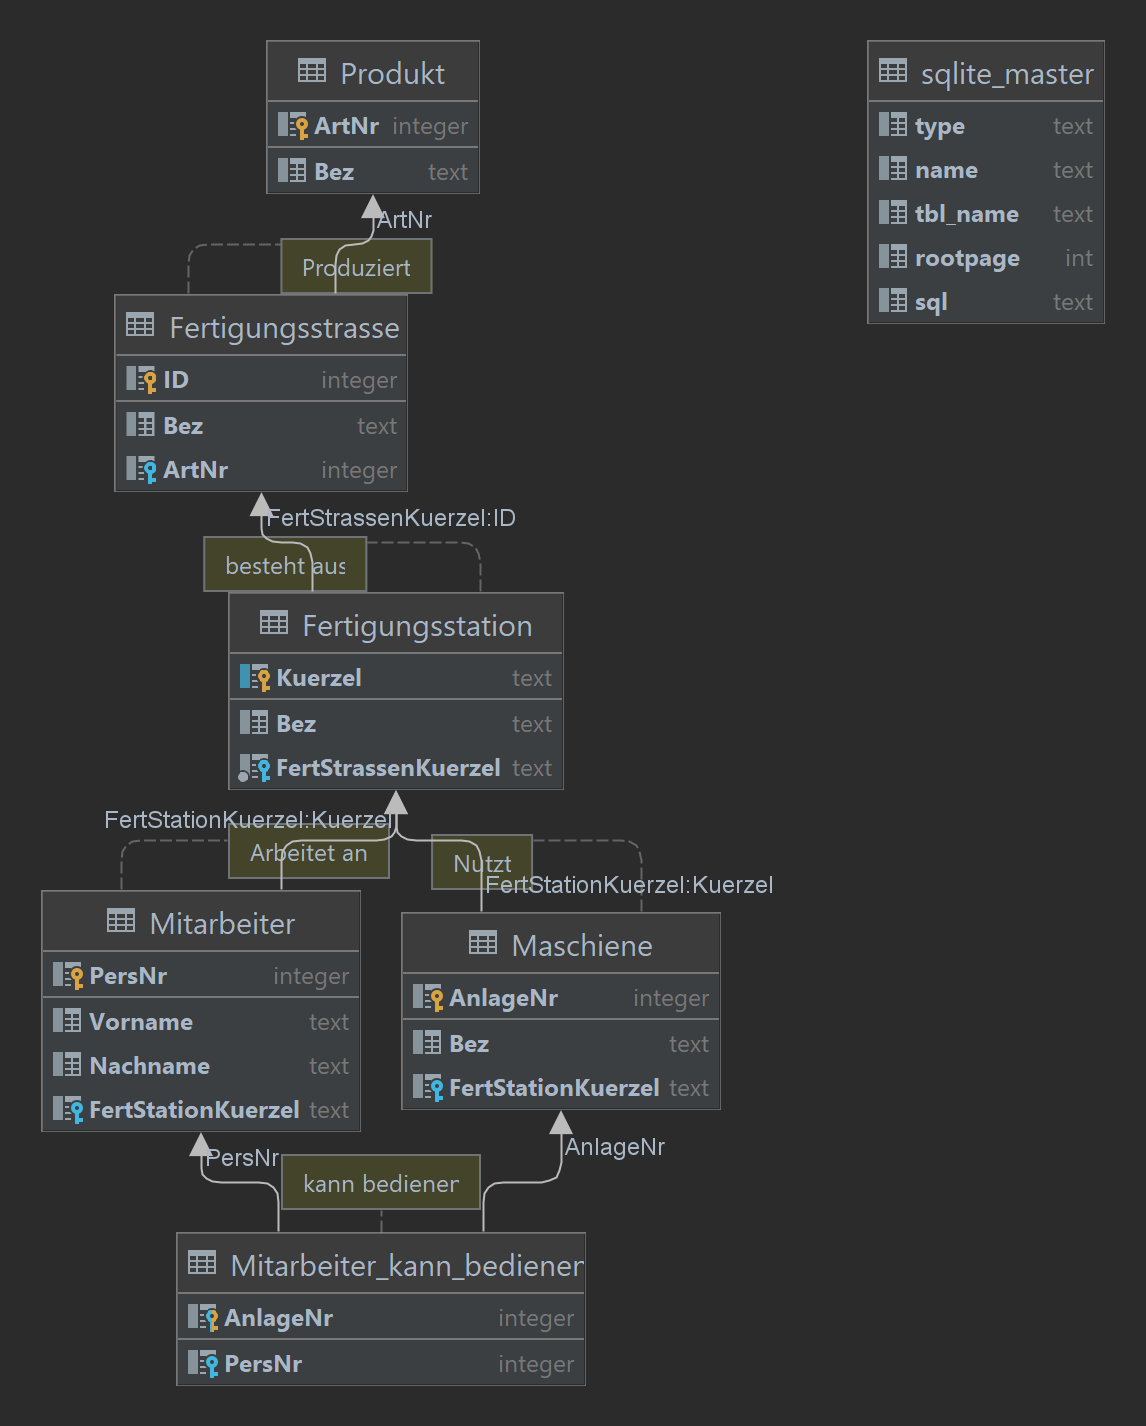 Produkt
ArtNr integer
Bez text
ArtNr
Produziert
Fertigungsstrasse
ID integer
Bez text
ArtNr integer
FertStrassenKuerzel:ID
besteht aus
Fertigungsstation
Kuerzel text
Bez text
FertStrassenKuerzel text
FertStationKuerzel:Kuerzel
Arbeitet an
Nutzt
FertStationKuerzel:Kuerzel
Mitarbeiter
PersNr integer
Vorname text
Nachname text
FertStationKuerzel text
Maschiene
AnlageNr integer
Bez text
FertStationKuerzel text
PersNr
AnlageNr
kann bediener
Mitarbeiter_kann_bediener
AnlageNr integer
PersNr integer
sqlite_master
type text
name text
tbl_name text
rootpage int
sql text